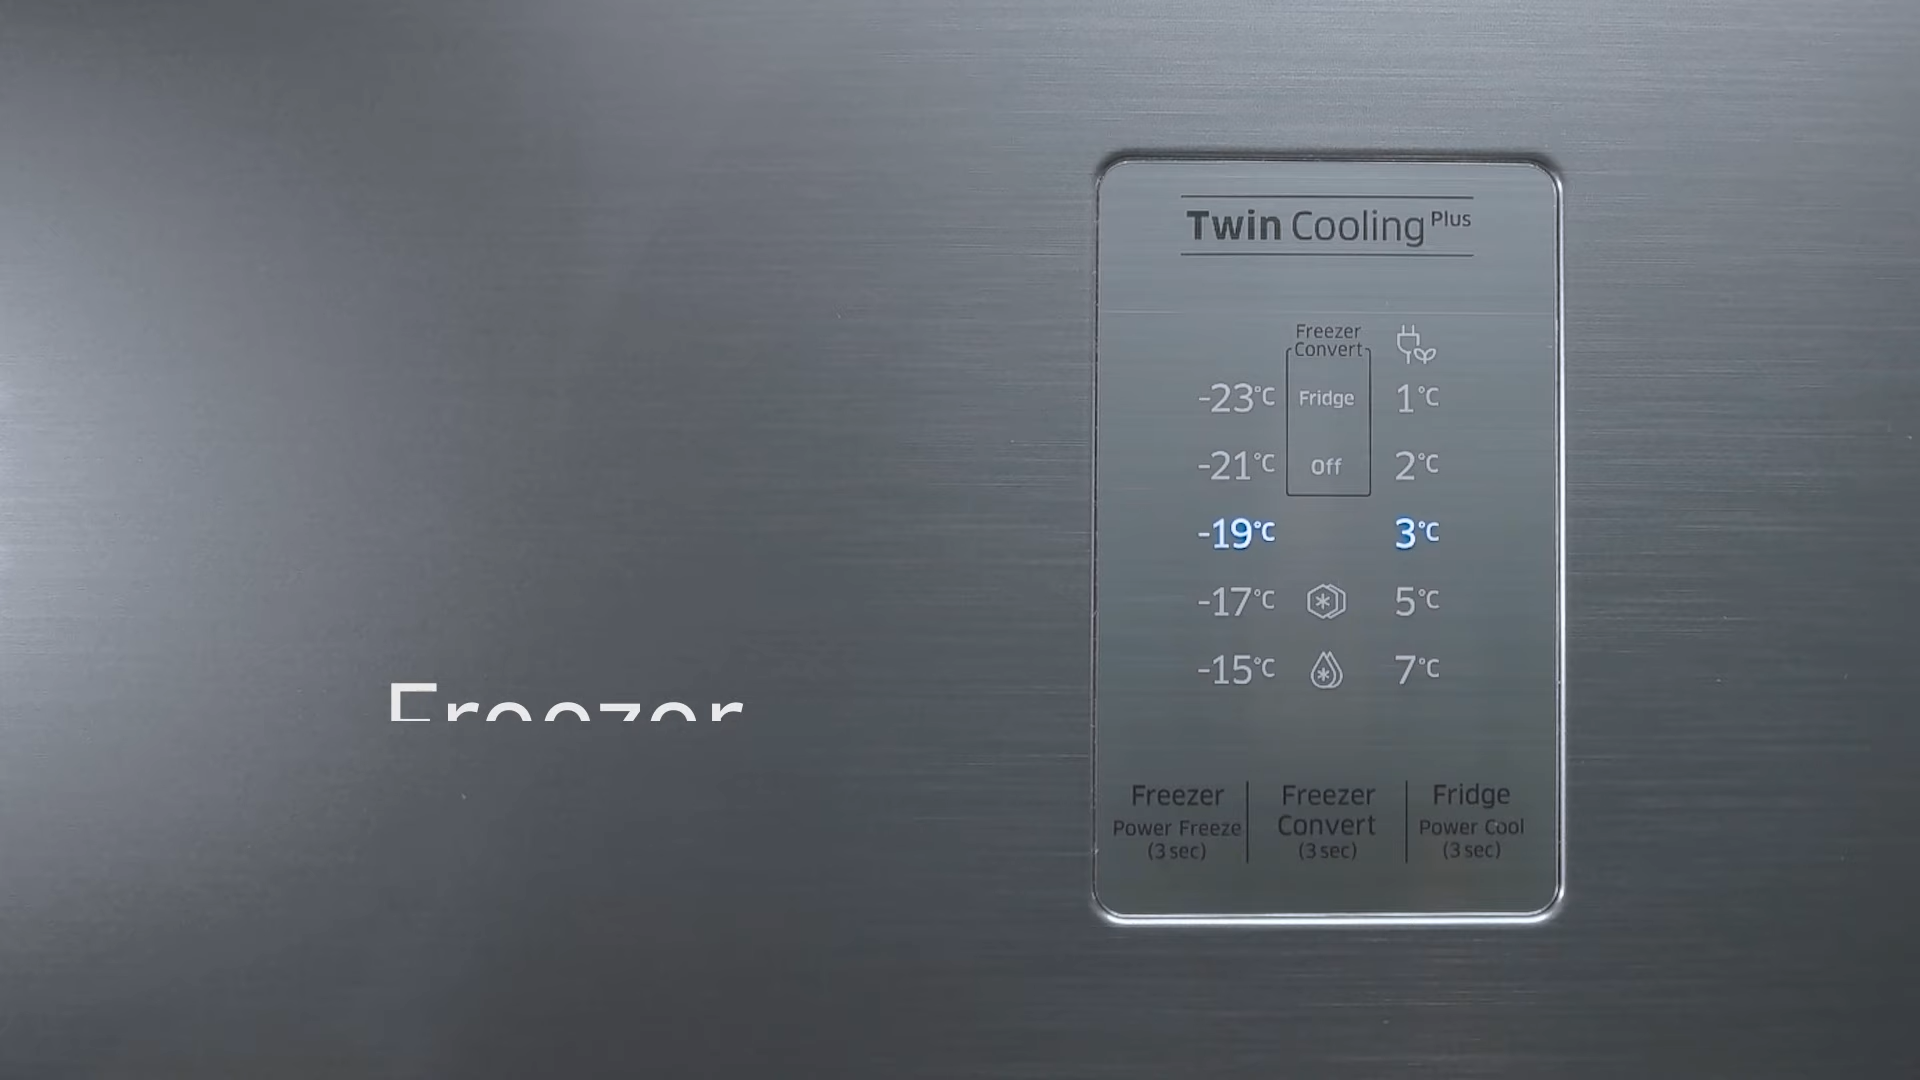 Twin Cooling Plus
Freezer
Convert
-23°C Fridge 1°C
-21°C Off 2°C
-19°C 3°C
-17°C 5°C
-15°C 7°C
Freezer
Freezer
Power Freeze
(3 sec)
Freezer
Convert
(3 sec)
Fridge
Power Cool
(3 sec)